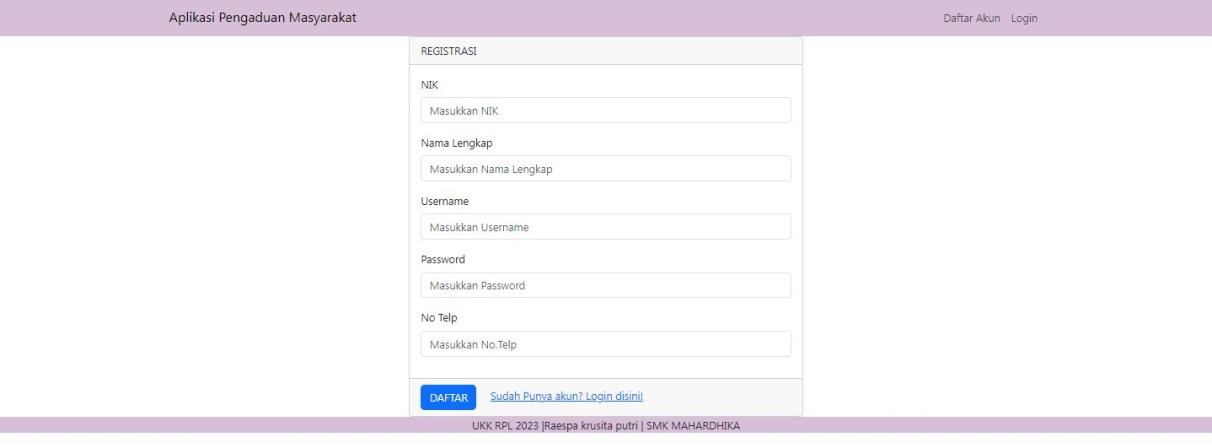 Aplikasi Pengaduan Masyarakat Daftar Akun Login
REGISTRASI
NIK
Masukkan NIK
Nama Lengkap
Masukkan Nama Lengkap
Username
Masukkan Username
Password
Masukkan Password
No Telp
Masukkan No.Telp
DAFTAR Sudah Punya akun? Login disini!
UKK RPL 2023 |Raespa krusita putri | SMK MAHARDHIKA